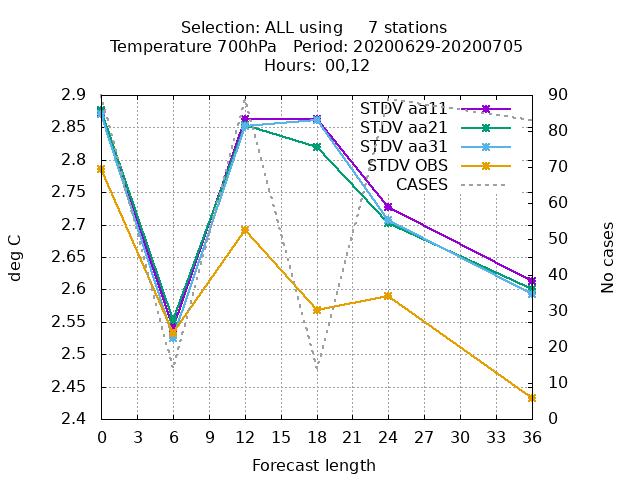 Selection: ALL using 7 stations
Temperature 700hPa Period: 20200629-20200705
Hours: 00,12
STDV aa11
STDV aa21
STDV aa31
STDV OBS
CASES
deg C
2.9
2.85
2.8
2.75
2.7
2.65
2.6
2.55
2.5
2.45
2.4
90
80
70
60
50
40
30
20
10
0
No cases
0 3 6 9 12 15 18 21 24 27 30 33 36
Forecast length